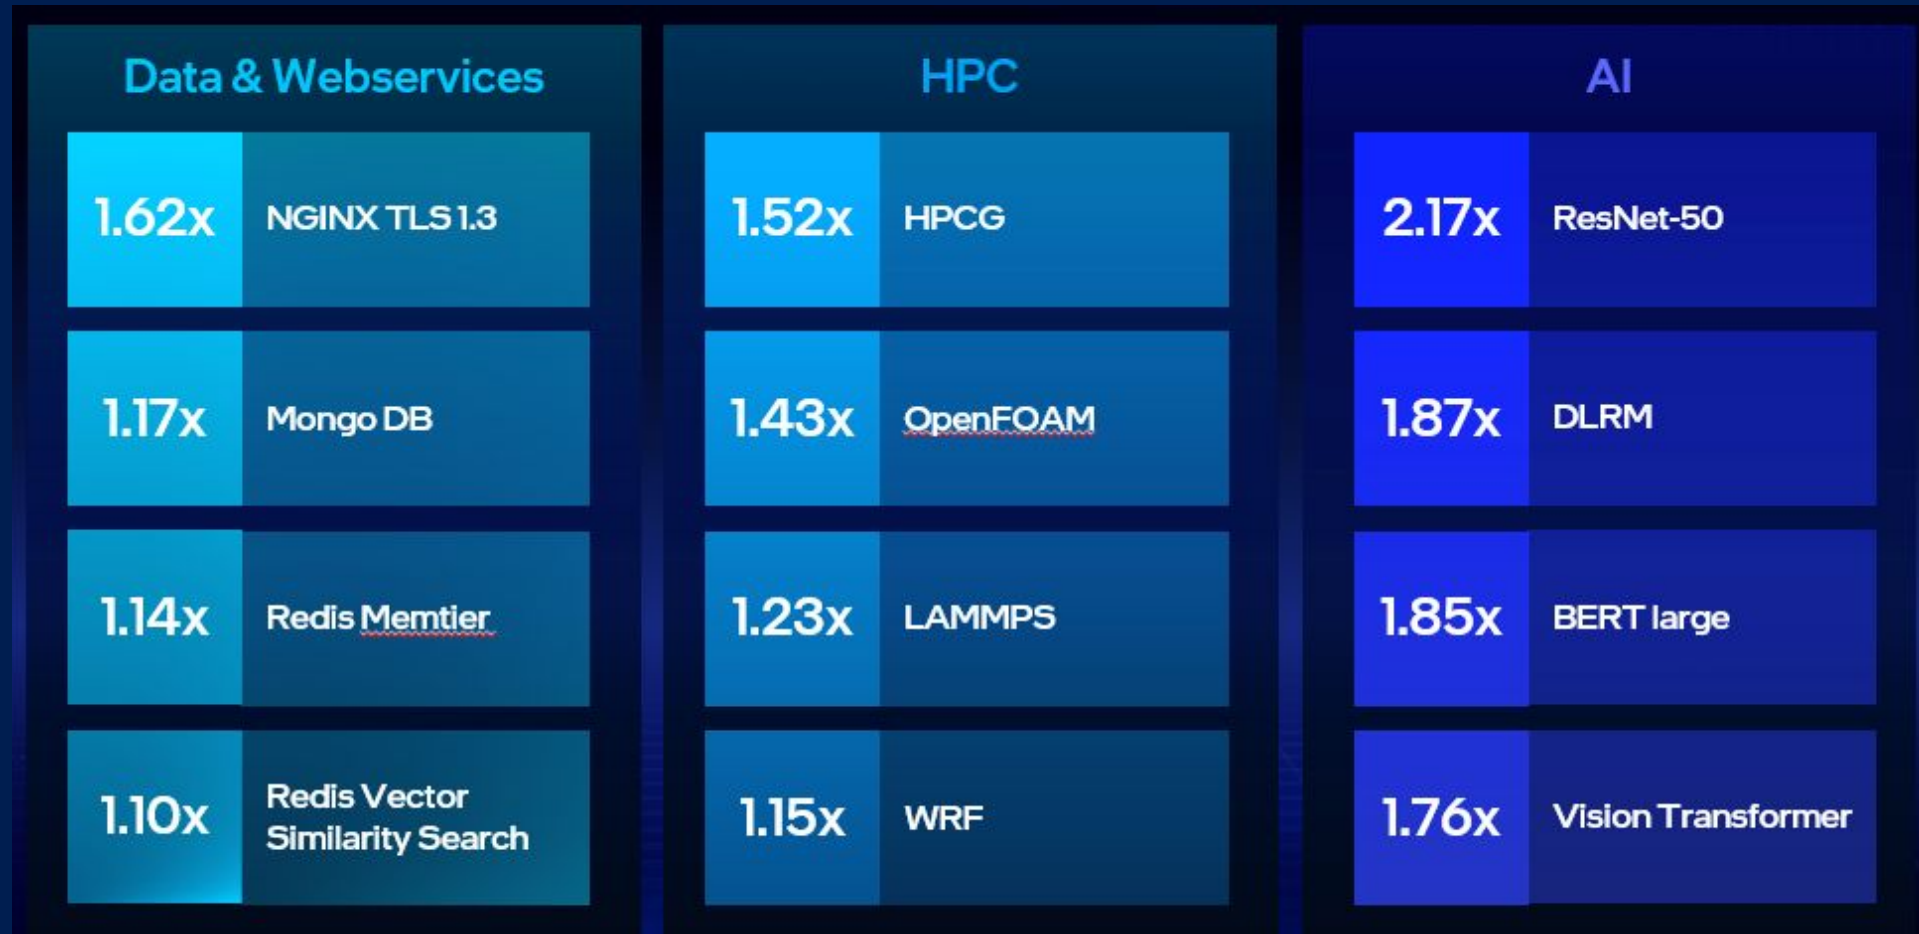 Data & Webservices
1.62x NGINX TLS 1.3
1.17x Mongo DB
1.14x Redis Memtier
1.10x Redis Vector
Similarity Search
HPC
1.52x HPCG
1.43x OpenFOAM
1.23x LAMMPS
1.15x WRF
AI
2.17x ResNet-50
1.87x DLRM
1.85x BERT large
1.76x Vision Transformer